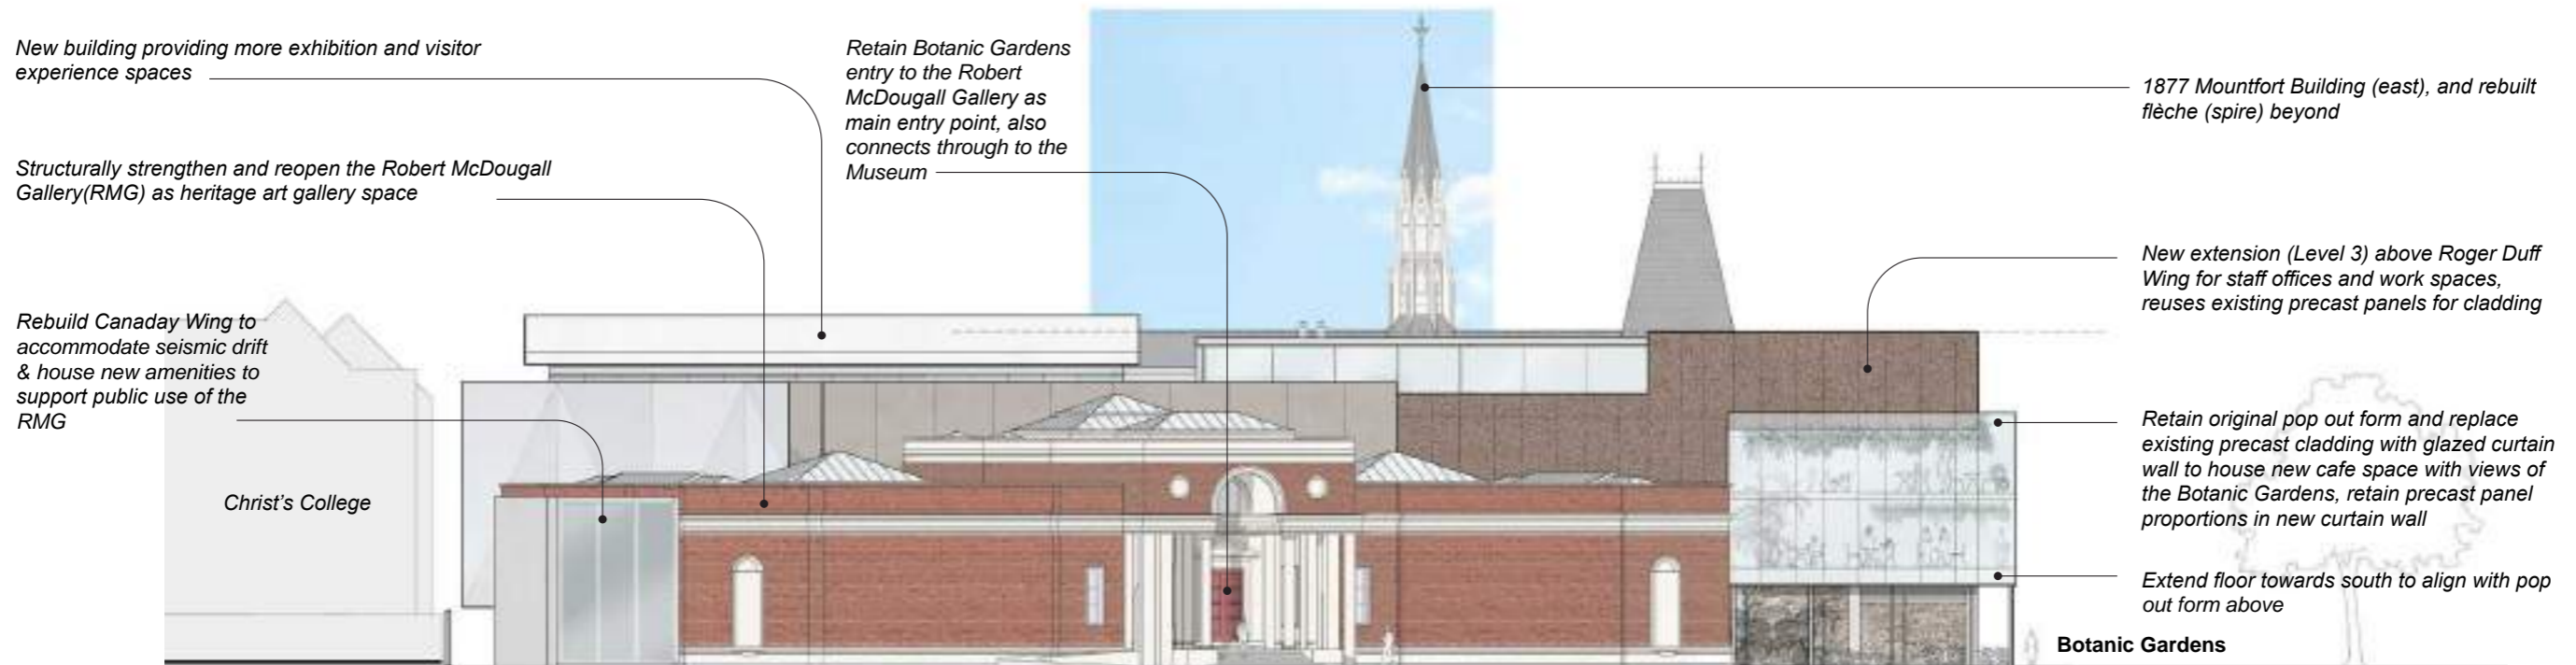 New building providing more exhibition and visitor
experience spaces
Structurally strengthen and reopen the Robert McDougall
Gallery(RMG) as heritage art gallery space
Rebuild Canaday Wing to
accommodate seismic drift
& house new amenities to
support public use of the
RMG
Christ's College
Retain Botanic Gardens
entry to the Robert
McDougall Gallery as
main entry point, also
connects through to the
Museum
1877 Mountfort Building (east), and rebuilt
flèche (spire) beyond
New extension (Level 3) above Roger Duff
Wing for staff offices and work spaces,
reuses existing precast panels for cladding
Retain original pop out form and replace
existing precast cladding with glazed curtain
wall to house new cafe space with views of
the Botanic Gardens, retain precast panel
proportions in new curtain wall
Extend floor towards south to align with pop
out form above
Botanic Gardens